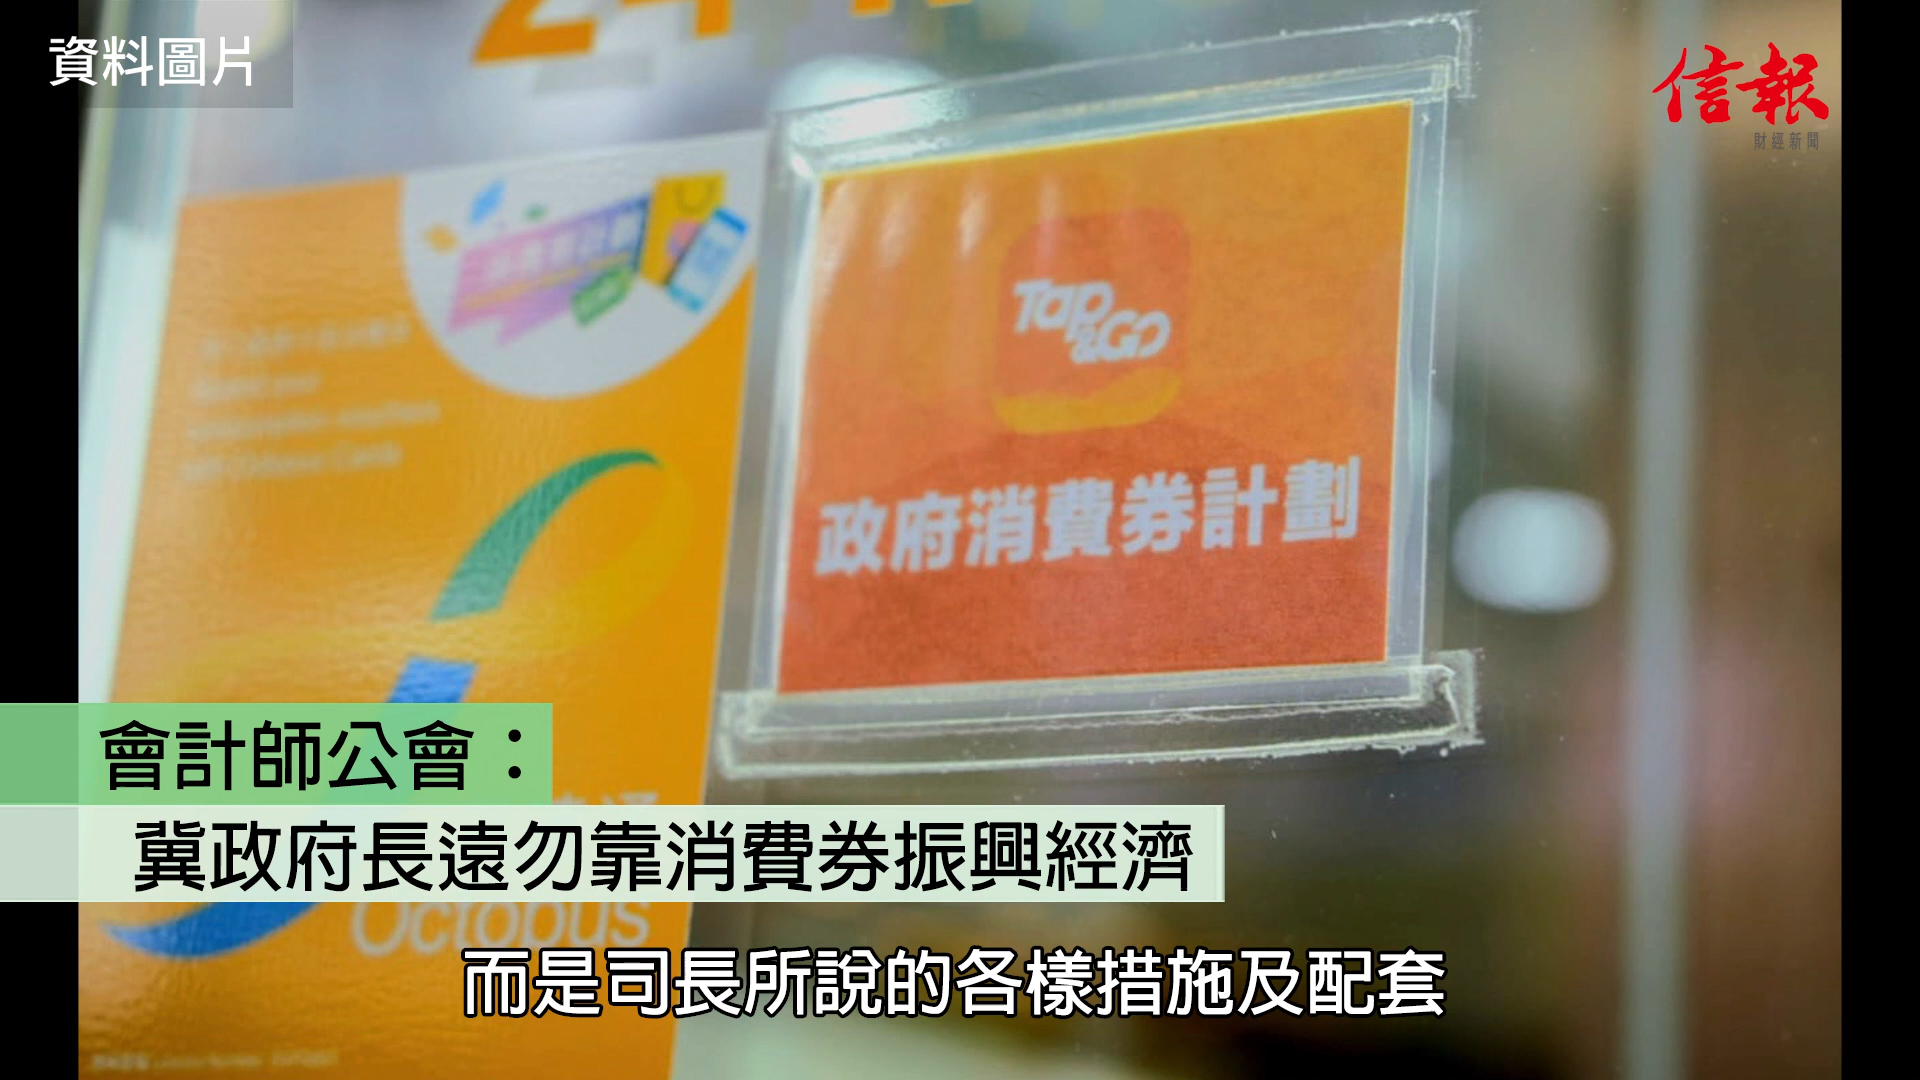 資料圖片
信報
財經新聞
Tap
&Go
政府消費券計劃
會計師公會：
冀政府長遠勿靠消費券振興經濟
Octopus
而是司長所說的各樣措施及配套